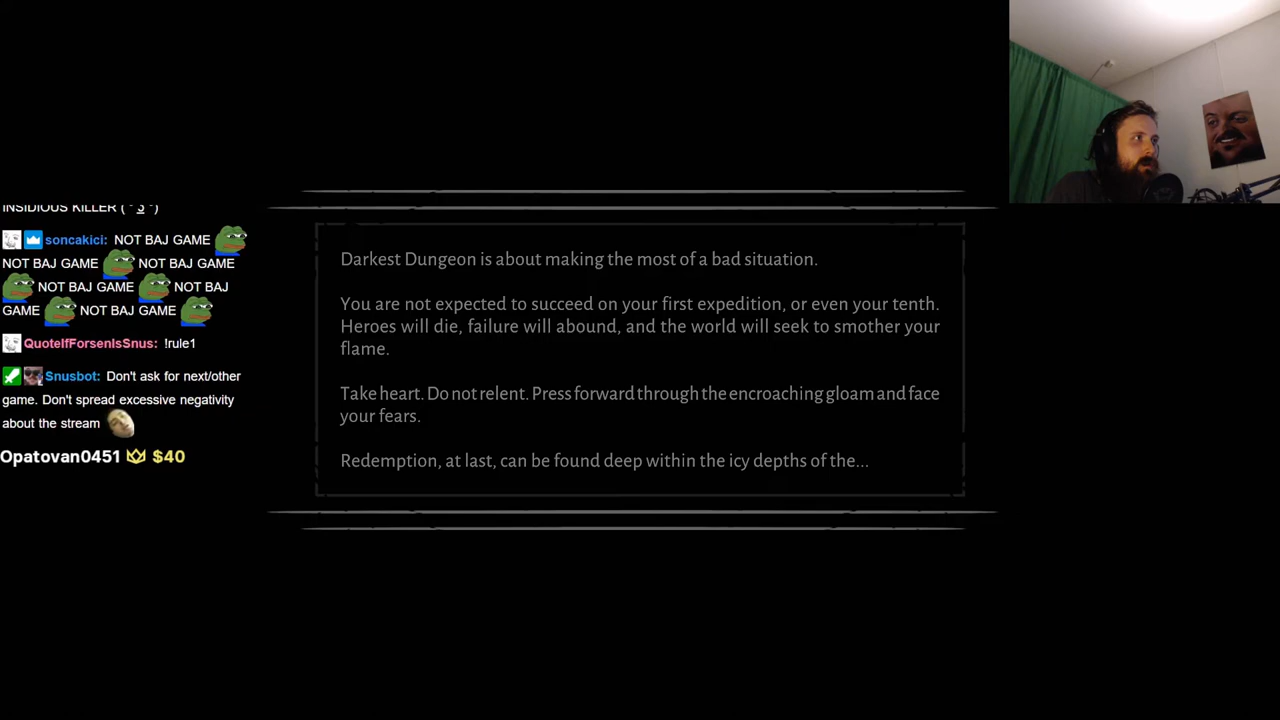 INSIDIOUS KILLER ( ˘ 3 ˘)
soncakici: NOT BAJ GAME
NOT BAJ GAME NOT BAJ GAME
NOT BAJ GAME NOT BAJ
GAME NOT BAJ GAME
QuoteIfForsenIsSnus: !rule1
Snusbot: Don't ask for next/other
game. Don't spread excessive negativity
about the stream
Opatovan0451 $40
Darkest Dungeon is about making the most of a bad situation.
You are not expected to succeed on your first expedition, or even your tenth.
Heroes will die, failure will abound, and the world will seek to smother your
flame.
Take heart. Do not relent. Press forward through the encroaching gloam and face
your fears.
Redemption, at last, can be found deep within the icy depths of the...